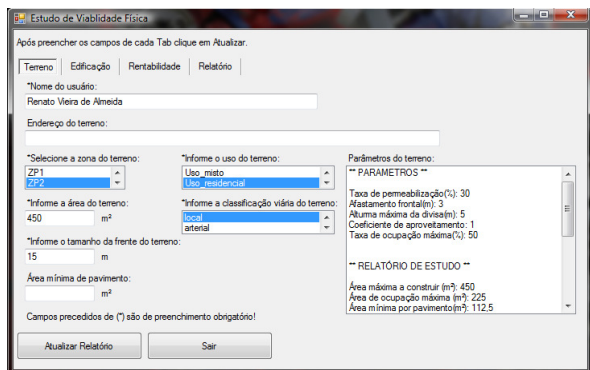 Estudo de Viablidade Física
Após preencher os campos de cada Tab clique em Atualizar.
Terreno Edificação Rentabilidade Relatório
*Nome do usuário:
Renato Vieira de Almeida
Endereço do terreno:
*Selecione a zona do terreno:
ZP1
ZP2
*Informe o uso do terreno:
Uso_misto
Uso_residencial
*Informe a área do terreno:
450 m²
*Informe a classificação viária do terreno:
local
arterial
*Informe o tamanho da frente do terreno:
15 m
Área mínima de pavimento:
m²
Campos precedidos de (*) são de preenchimento obrigatório!
Parâmetros do terreno:
** PARAMETROS **
Taxa de permeabilização(%): 30
Afastamento frontal(m): 3
Alturma máxima da divisa(m): 5
Coeficiente de aproveitamento: 1
Taxa de ocupação máxima(%): 50
** RELATÓRIO DE ESTUDO **
Área máxima a construir (m²): 450
Área de ocupação máxima (m²): 225
Área mínima por pavimento(m²): 112,5
Atualizar Relatório Sair